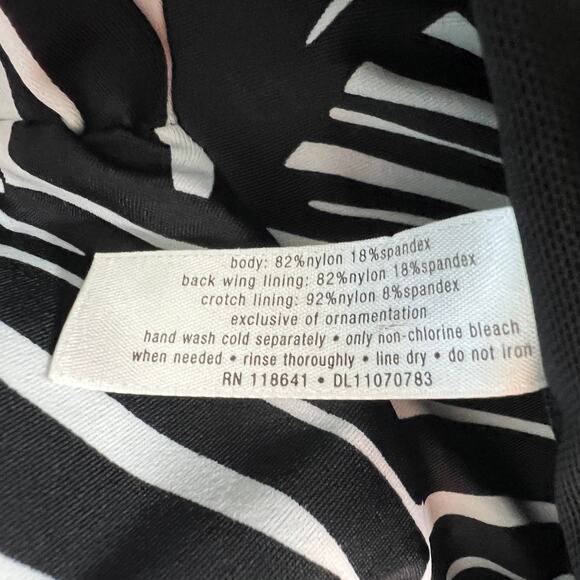 body: 82%nylon 18%spandex
back wing lining: 82%nylon 18%spandex
crotch lining: 92%nylon 8%spandex
exclusive of ornamentation
hand wash cold separately • only non-chlorine bleach
when needed • rinse thoroughly • line dry • do not iron
RN 118641 • DL11070783